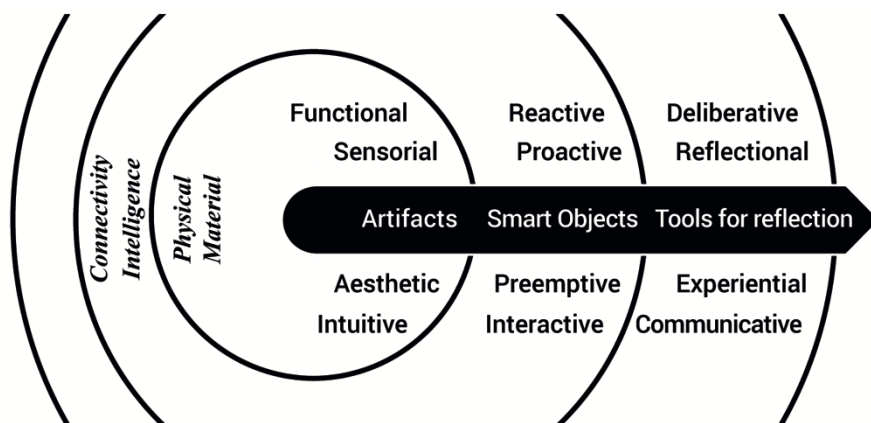 Connectivity
Intelligence
Physical
Material
Functional
Sensorial
Reactive
Proactive
Deliberative
Reflectional
Artifacts
Smart Objects
Tools for reflection
Aesthetic
Intuitive
Preemptive
Interactive
Experiential
Communicative